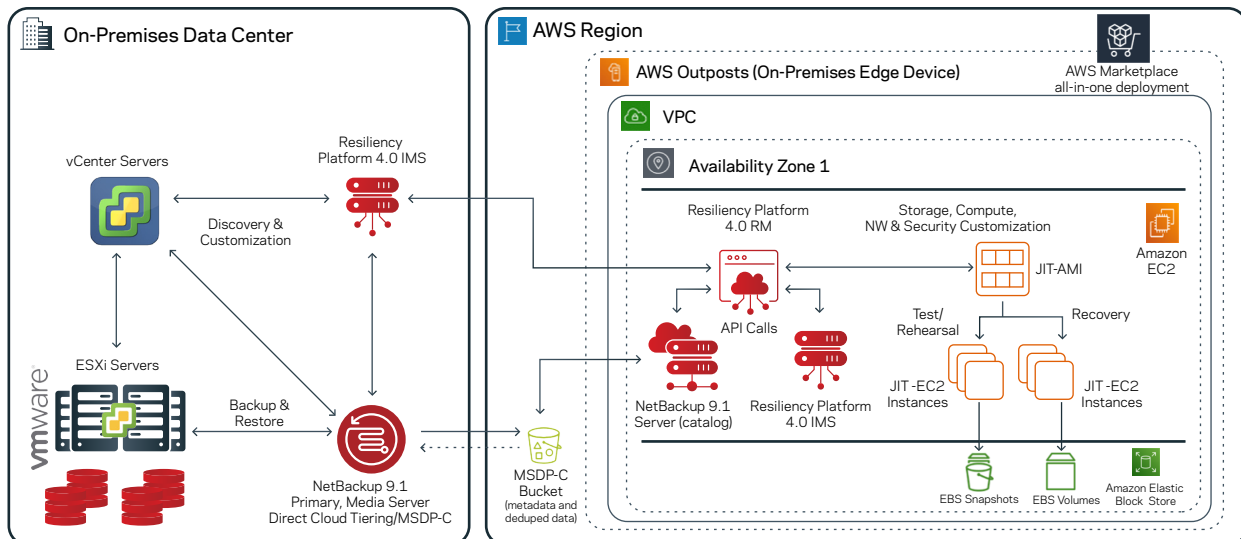 On-Premises Data Center
vCenter Servers
Resiliency
Platform 4.0 IMS
Discovery &
Customization
ESXi Servers
vmware®
Backup &
Restore
NetBackup 9.1
Primary, Media Server
Direct Cloud Tiering/MSDP-C
AWS Region
AWS Marketplace
all-in-one deployment
AWS Outposts (On-Premises Edge Device)
VPC
Availability Zone 1
Resiliency Platform
4.0 RM
Storage, Compute,
NW & Security Customization
Amazon
EC2
JIT-AMI
API Calls
Test/
Rehearsal
Recovery
NetBackup 9.1
Server (catalog)
Resiliency Platform
4.0 IMS
JIT -EC2
Instances
JIT -EC2
Instances
MSDP-C
Bucket
(metadata and
deduped data)
EBS Snapshots
EBS Volumes
Amazon Elastic
Block Store